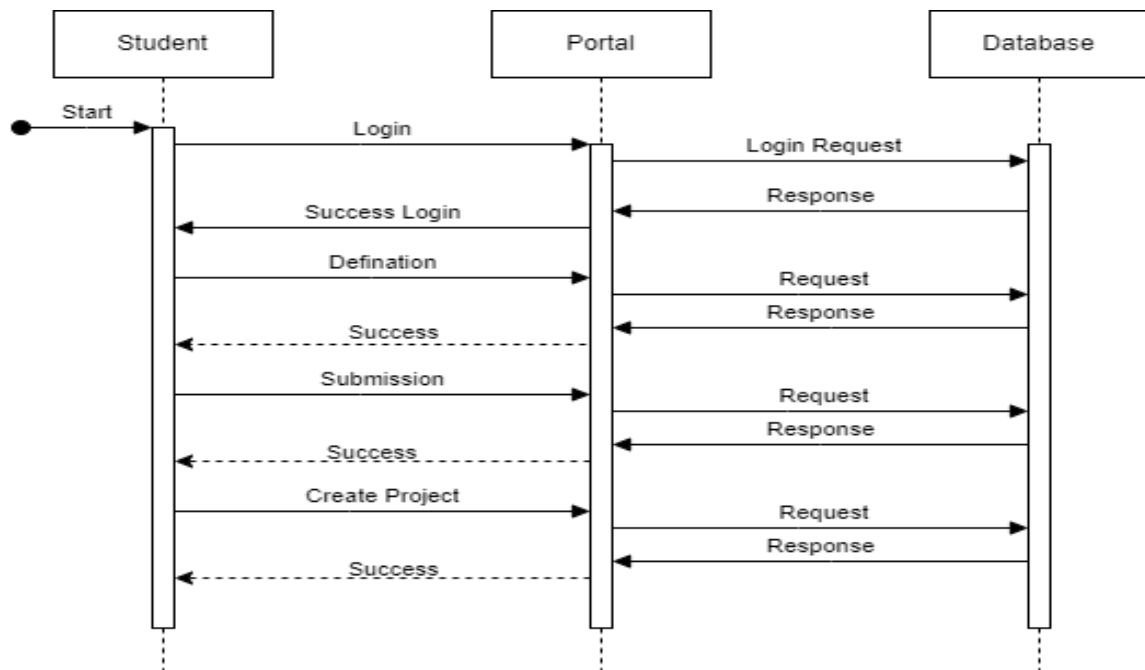 Student
Portal
Database
Start
Login
Login Request
Response
Success Login
Defination
Request
Response
Success
Submission
Request
Response
Success
Create Project
Request
Response
Success